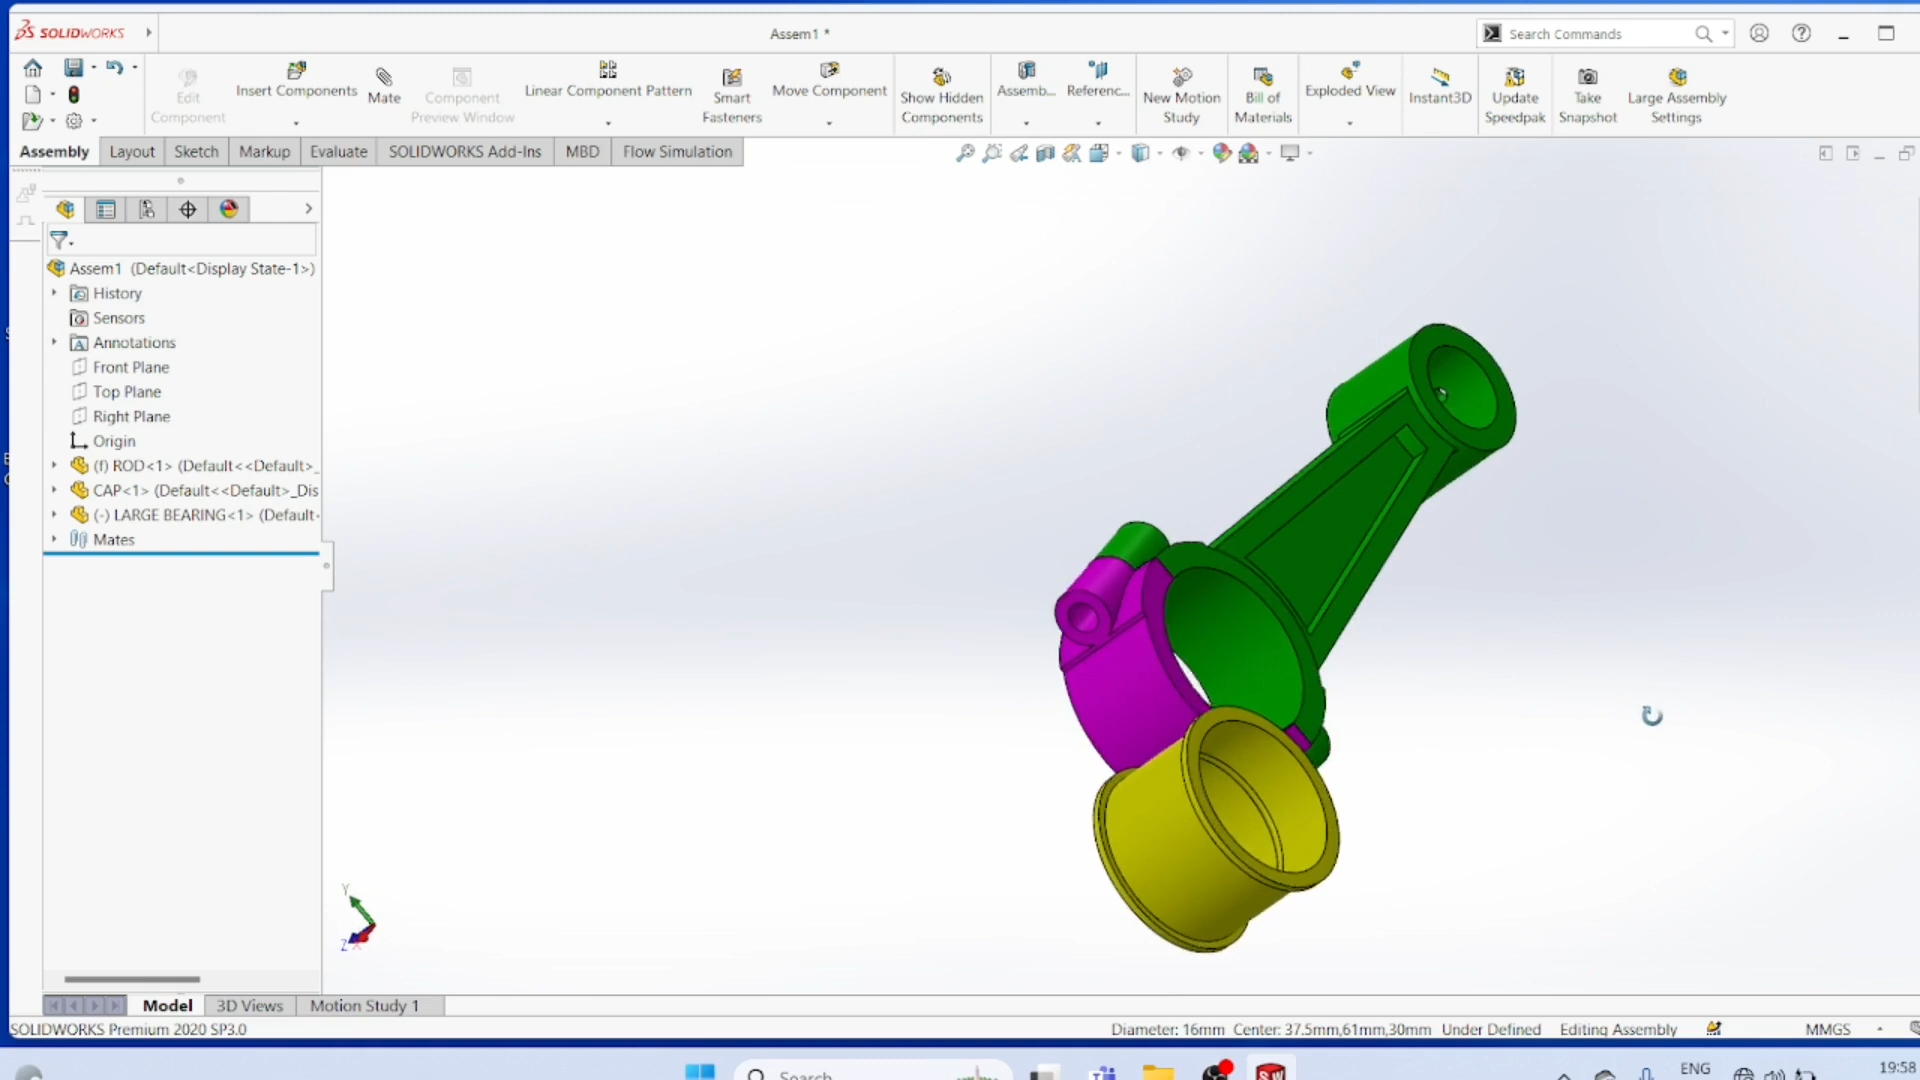 SOLIDWORKS
Assem1 *
Search Commands
Edit Component
Insert Components
Mate
Component Preview Window
Linear Component Pattern
Smart Fasteners
Move Component
Show Hidden Components
Assemb...
Referenc...
New Motion Study
Bill of Materials
Exploded View
Instant3D
Update Speedpak
Take Snapshot
Large Assembly Settings
Assembly
Layout
Sketch
Markup
Evaluate
SOLIDWORKS Add-Ins
MBD
Flow Simulation
Assem1 (Default<Display State-1>)
History
Sensors
Annotations
Front Plane
Top Plane
Right Plane
Origin
(f) ROD<1> (Default<<Default>_
CAP<1> (Default<<Default>_Dis
(-) LARGE BEARING<1> (Default
Mates
Y
Z
X
Model
3D Views
Motion Study 1
SOLIDWORKS Premium 2020 SP3.0
Diameter: 16mm Center: 37.5mm,61mm,30mm
Under Defined
Editing Assembly
MMGS
Search
ENG
19:58